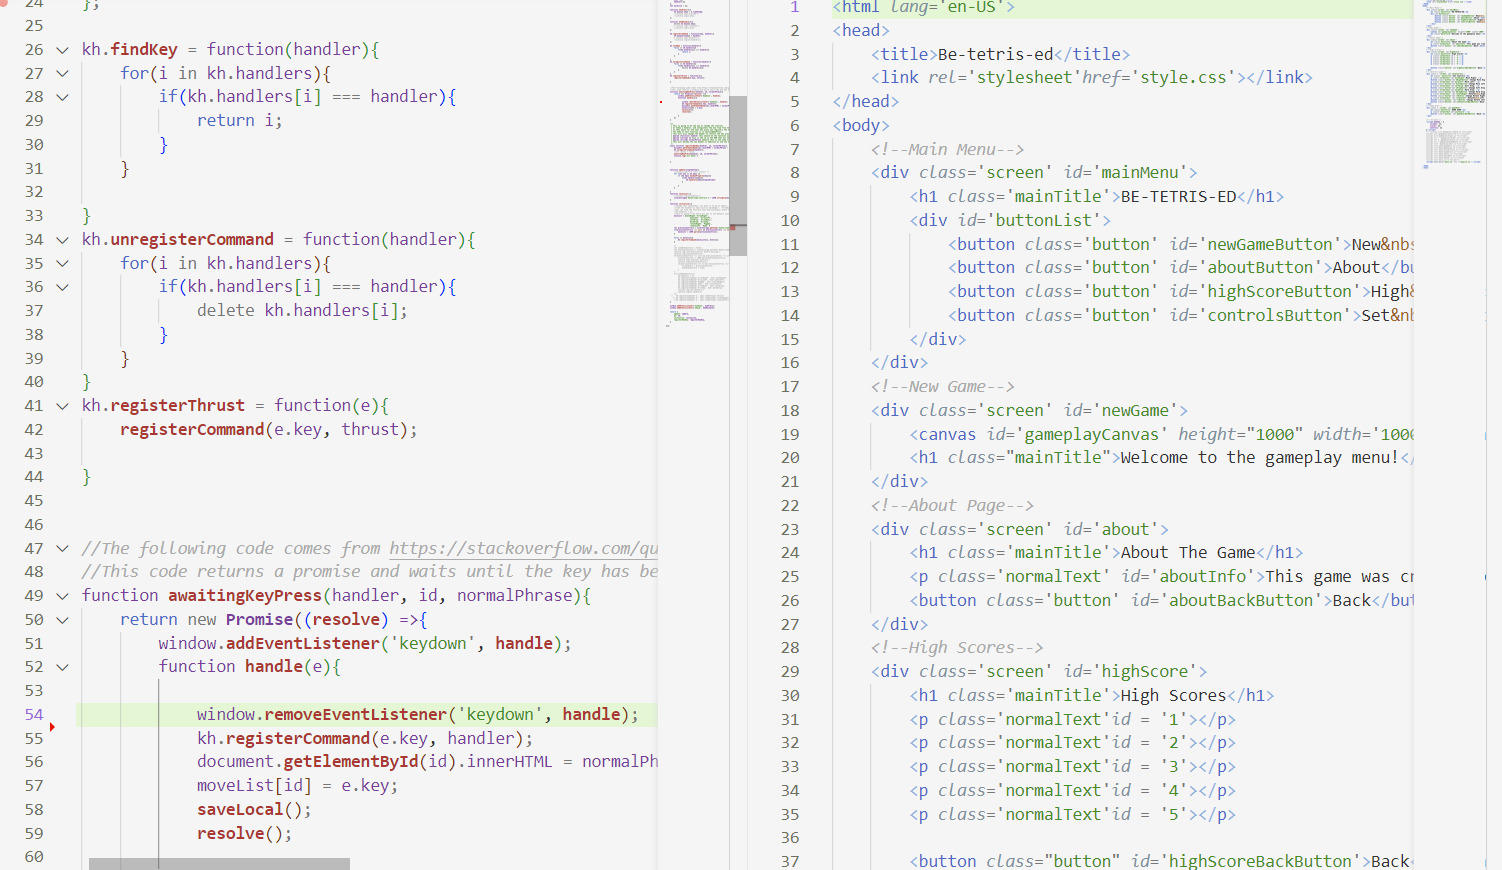 24 };
25
26 kh.findKey = function(handler){
27 for(i in kh.handlers){
28 if(kh.handlers[i] === handler){
29 return i;
30 }
31 }
32
33 }
34 kh.unregisterCommand = function(handler){
35 for(i in kh.handlers){
36 if(kh.handlers[i] === handler){
37 delete kh.handlers[i];
38 }
39 }
40 }
41 kh.registerThrust = function(e){
42 registerCommand(e.key, thrust);
43
44 }
45
46
47 //The following code comes from https://stackoverflow.com/qu
48 //This code returns a promise and waits until the key has be
49 function awaitingKeyPress(handler, id, normalPhrase){
50 return new Promise((resolve) =>{
51 window.addEventListener('keydown', handle);
52 function handle(e){
53
54 window.removeEventListener('keydown', handle);
55 kh.registerCommand(e.key, handler);
56 document.getElementById(id).innerHTML = normalPh
57 moveList[id] = e.key;
58 saveLocal();
59 resolve();
60
1 <html lang='en-US'>
2 <head>
3 <title>Be-tetris-ed</title>
4 <link rel='stylesheet'href='style.css'></link>
5 </head>
6 <body>
7 <!--Main Menu-->
8 <div class='screen' id='mainMenu'>
9 <h1 class='mainTitle'>BE-TETRIS-ED</h1>
10 <div id='buttonList'>
11 <button class='button' id='newGameButton'>New&nbs
12 <button class='button' id='aboutButton'>About</bu
13 <button class='button' id='highScoreButton'>High&
14 <button class='button' id='controlsButton'>Set&nb
15 </div>
16 </div>
17 <!--New Game-->
18 <div class='screen' id='newGame'>
19 <canvas id='gameplayCanvas' height="1000" width='1000
20 <h1 class="mainTitle">Welcome to the gameplay menu!</
21 </div>
22 <!--About Page-->
23 <div class='screen' id='about'>
24 <h1 class='mainTitle'>About The Game</h1>
25 <p class='normalText' id='aboutInfo'>This game was cr
26 <button class='button' id='aboutBackButton'>Back</but
27 </div>
28 <!--High Scores-->
29 <div class='screen' id='highScore'>
30 <h1 class='mainTitle'>High Scores</h1>
31 <p class='normalText'id = '1'></p>
32 <p class='normalText'id = '2'></p>
33 <p class='normalText'id = '3'></p>
34 <p class='normalText'id = '4'></p>
35 <p class='normalText'id = '5'></p>
36
37 <button class="button" id='highScoreBackButton'>Back<